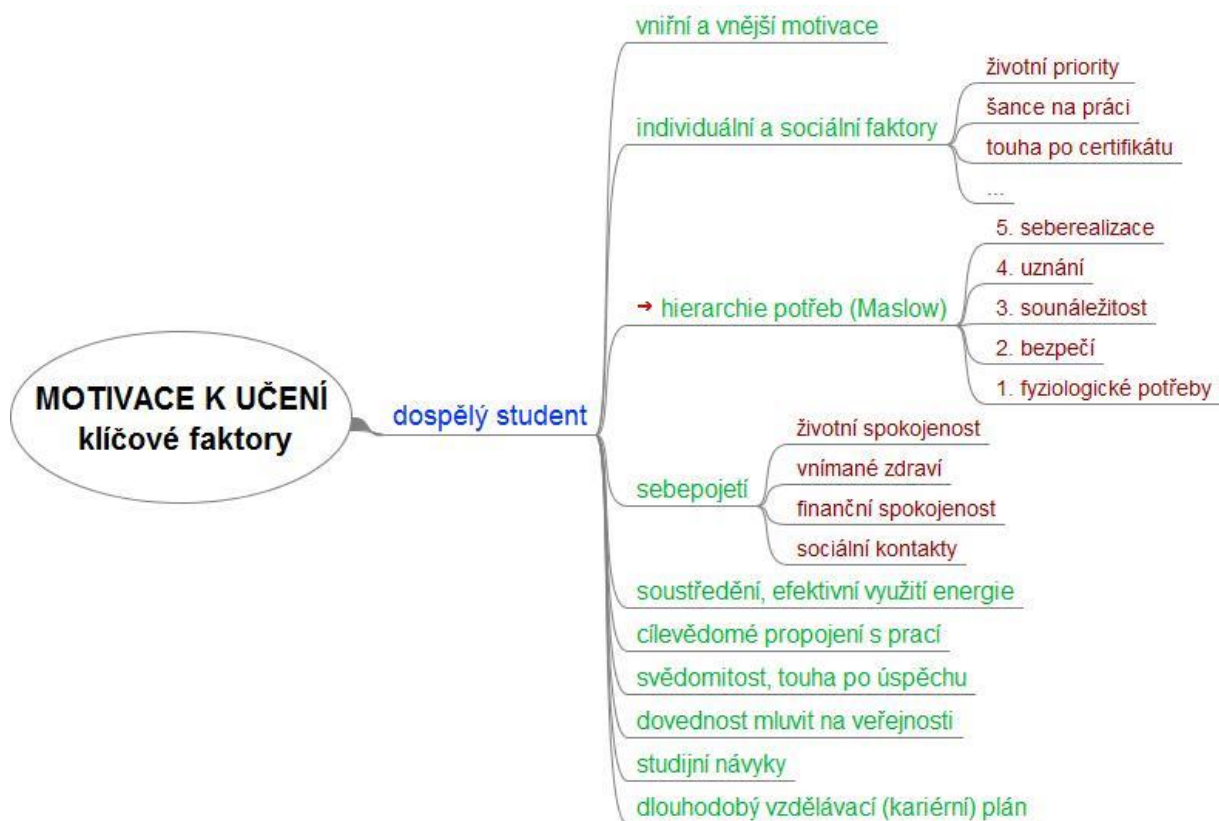 MOTIVACE K UČENÍ
klíčové faktory
dospělý student
vniřní a vnější motivace
individuální a sociální faktory
životní priority
šance na práci
touha po certifikátu
...
→ hierarchie potřeb (Maslow)
5. seberealizace
4. uznání
3. sounáležitost
2. bezpečí
1. fyziologické potřeby
sebepojetí
životní spokojenost
vnímané zdraví
finanční spokojenost
sociální kontakty
soustředění, efektivní využití energie
cílevědomé propojení s prací
svědomitost, touha po úspěchu
dovednost mluvit na veřejnosti
studijní návyky
dlouhodobý vzdělávací (kariérní) plán